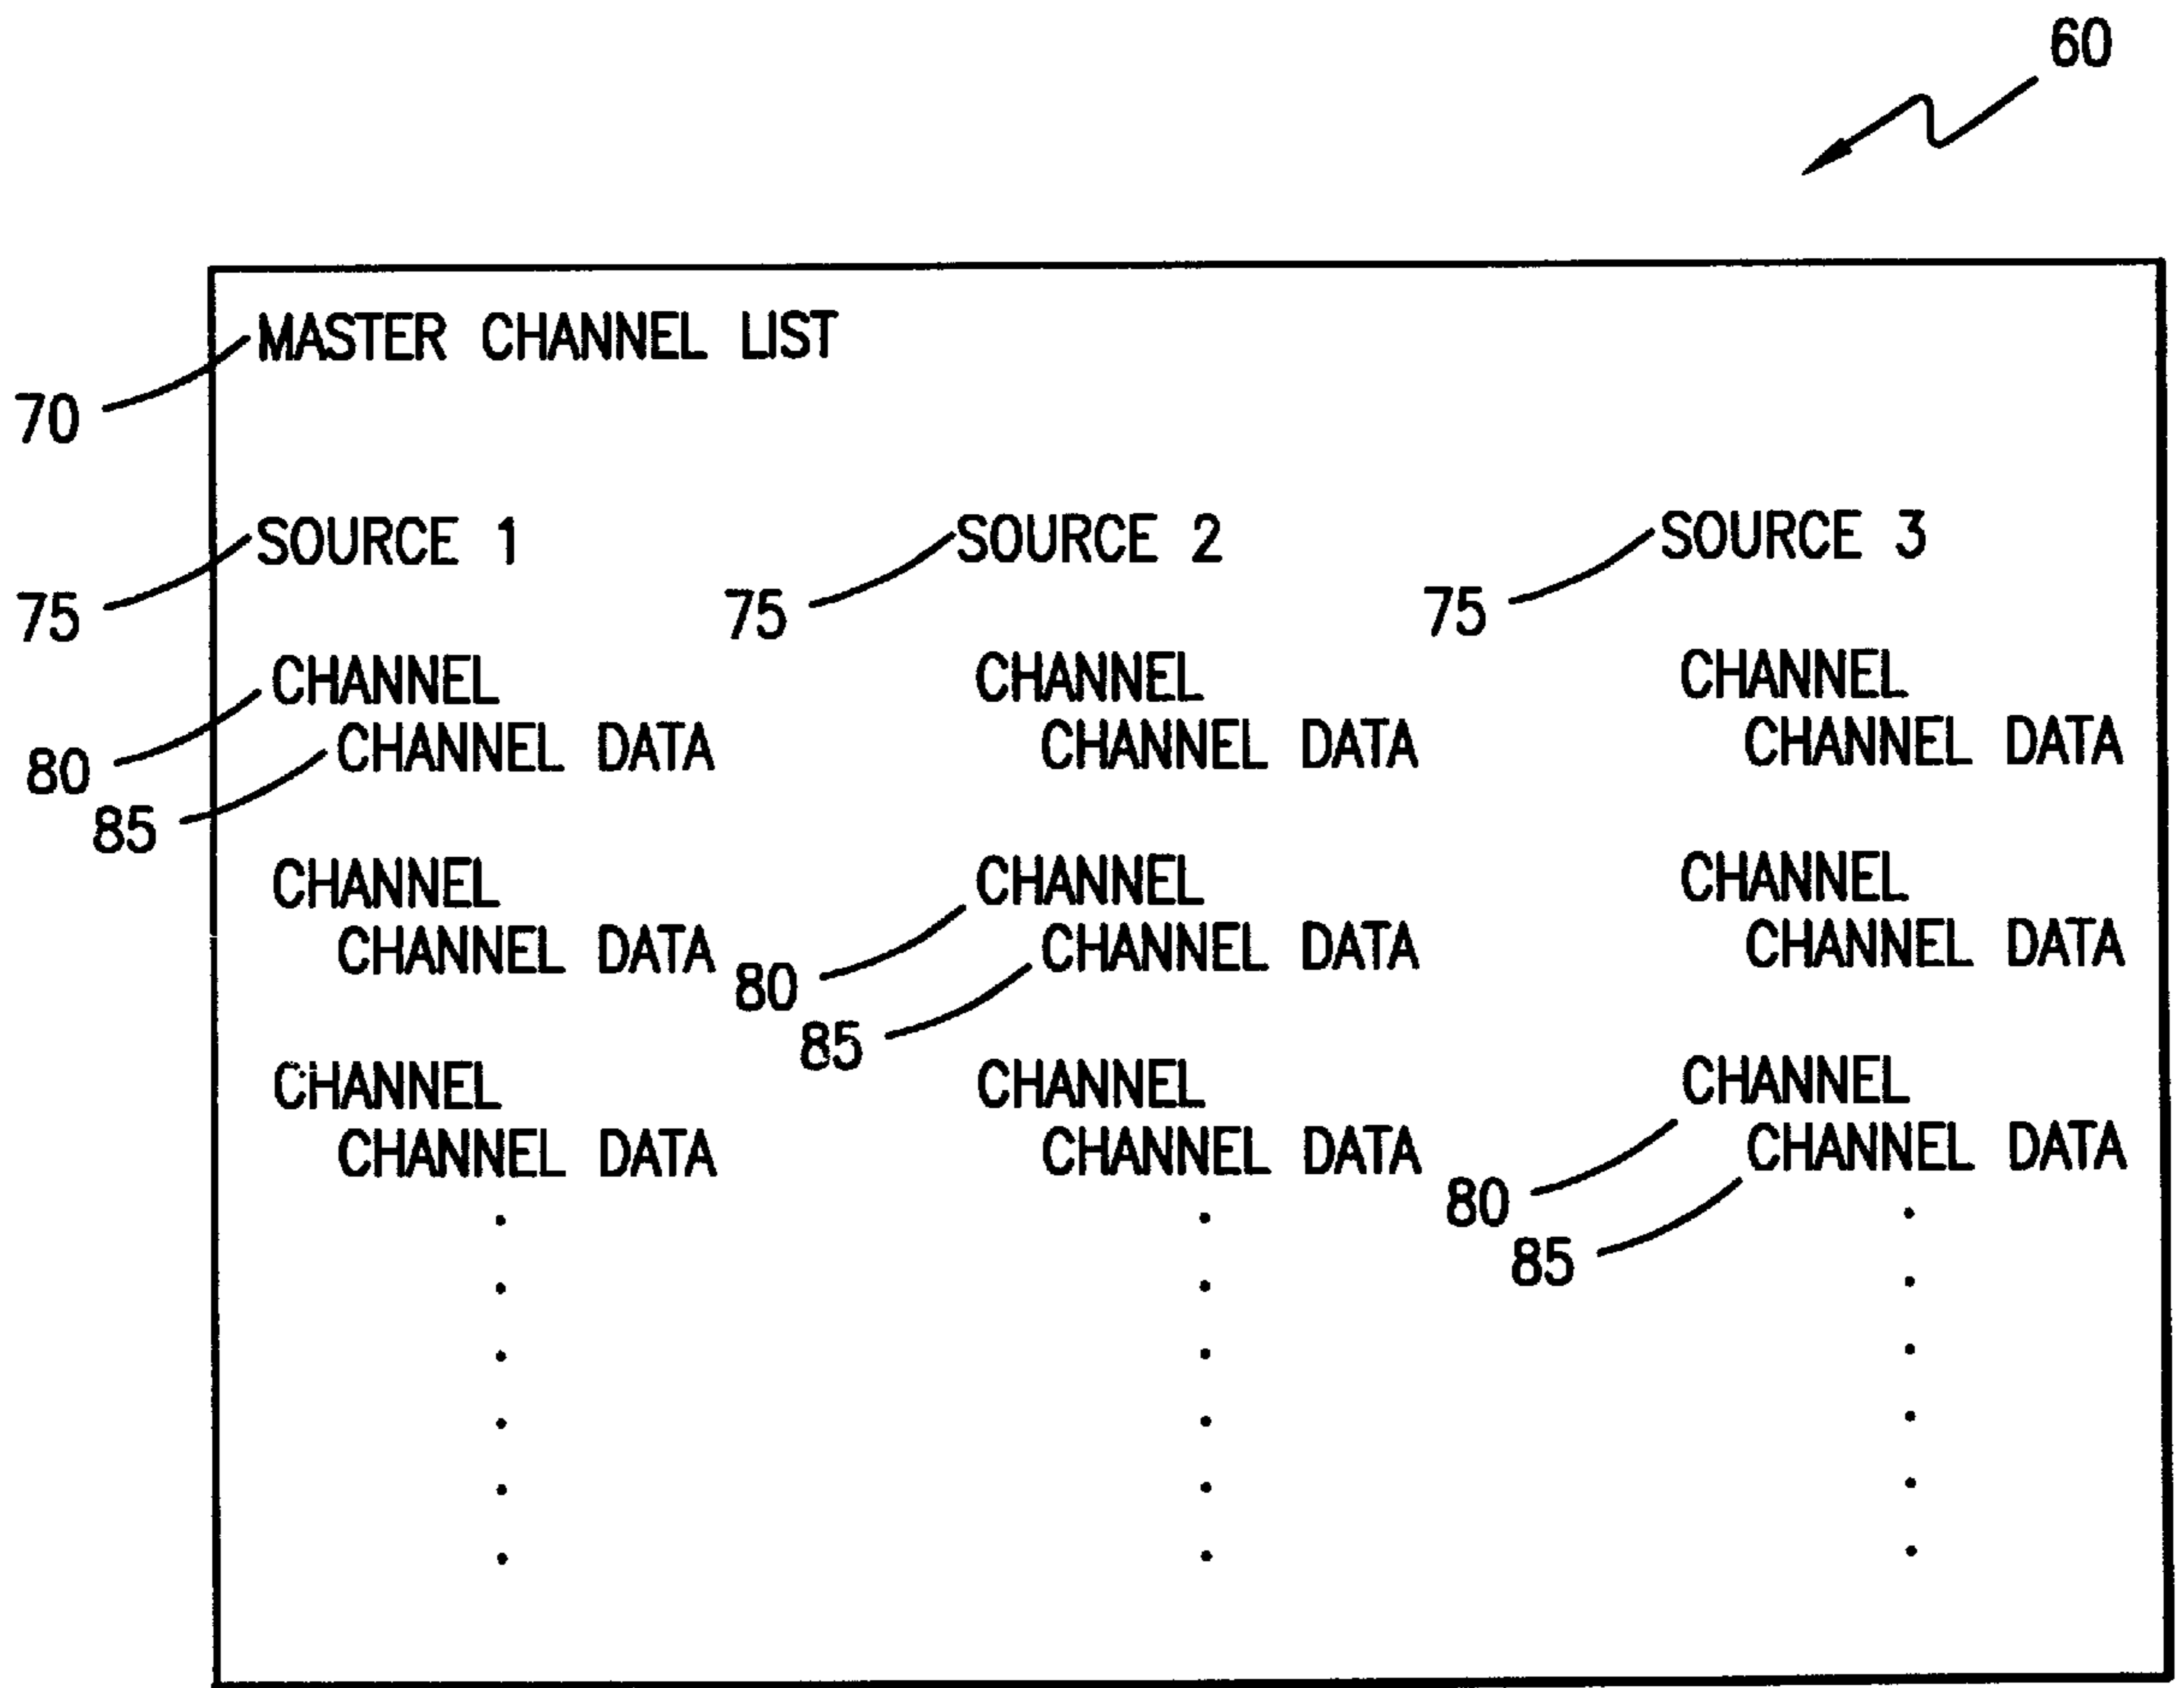 60
MASTER CHANNEL LIST
70
SOURCE 1 SOURCE 2 SOURCE 3
75 75 75
CHANNEL CHANNEL CHANNEL
80 CHANNEL DATA CHANNEL DATA CHANNEL DATA
85
CHANNEL CHANNEL CHANNEL
CHANNEL DATA CHANNEL DATA CHANNEL DATA
80
85
CHANNEL CHANNEL CHANNEL
CHANNEL DATA CHANNEL DATA CHANNEL DATA
80
85